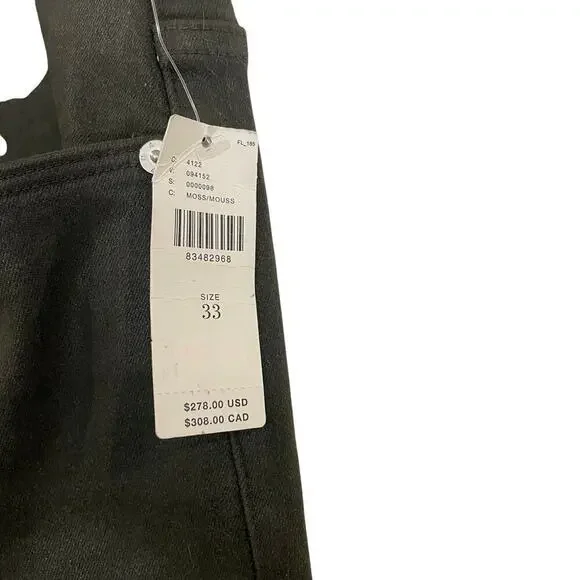 FL_185
D: 4122
V: 094152
S: 0000098
C: MOSS/MOUSS
83482968
SIZE
33
$278.00 USD
$308.00 CAD